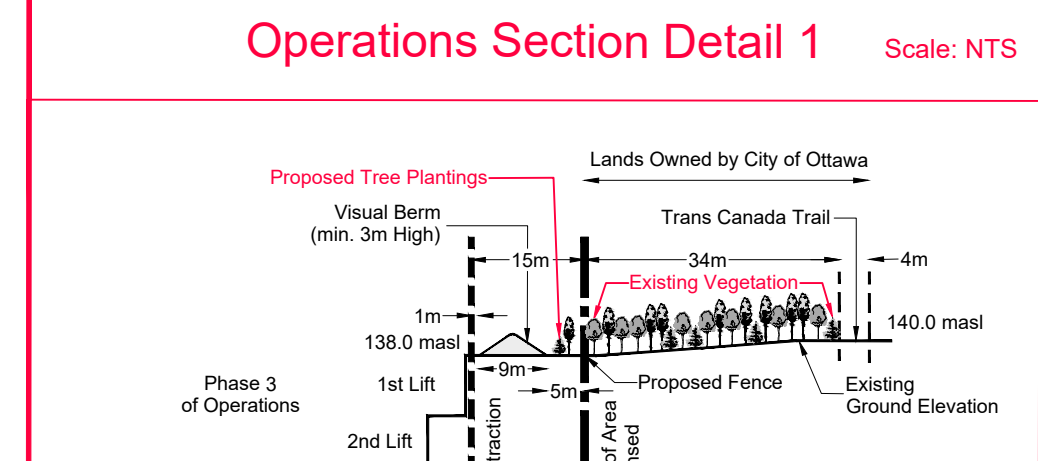 Operations Section Detail 1
Scale: NTS
Lands Owned by City of Ottawa
Proposed Tree Plantings
Visual Berm
(min. 3m High)
Trans Canada Trail
15m
34m
4m
Existing Vegetation
1m
138.0 masl
140.0 masl
9m
Proposed Fence
5m
Phase 3
of Operations
1st Lift
Existing
Ground Elevation
2nd Lift
of Area